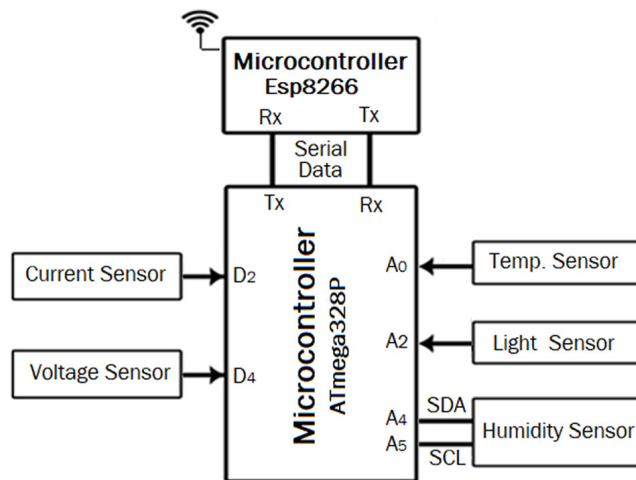 Microcontroller
Esp8266
Rx Tx
Serial
Data
Tx Rx
Microcontroller
ATmega328P
Current Sensor
D2
Voltage Sensor
D4
A0
Temp. Sensor
A2
Light Sensor
A4
SDA
A5
SCL
Humidity Sensor